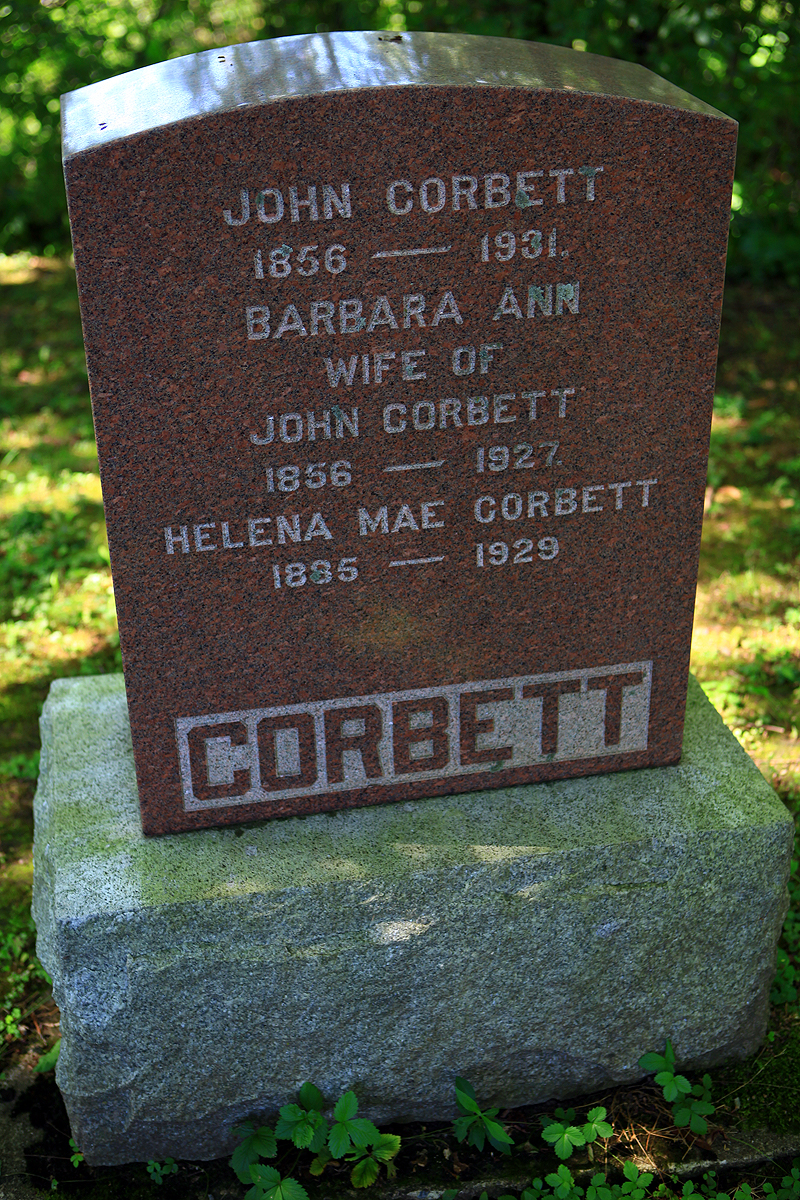 JOHN CORBETT
1856 — 1931.
BARBARA ANN
WIFE OF
JOHN CORBETT
1856 — 1927.
HELENA MAE CORBETT
1885 — 1929
CORBETT